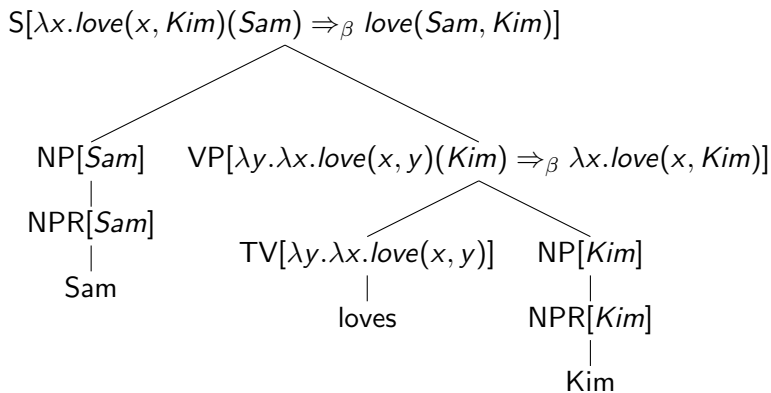 S[λx.love(x, Kim)(Sam) ⇒β love(Sam, Kim)]
NP[Sam] VP[λy.λx.love(x, y)(Kim) ⇒β λx.love(x, Kim)]
NPR[Sam]
TV[λy.λx.love(x, y)] NP[Kim]
Sam
loves NPR[Kim]
Kim